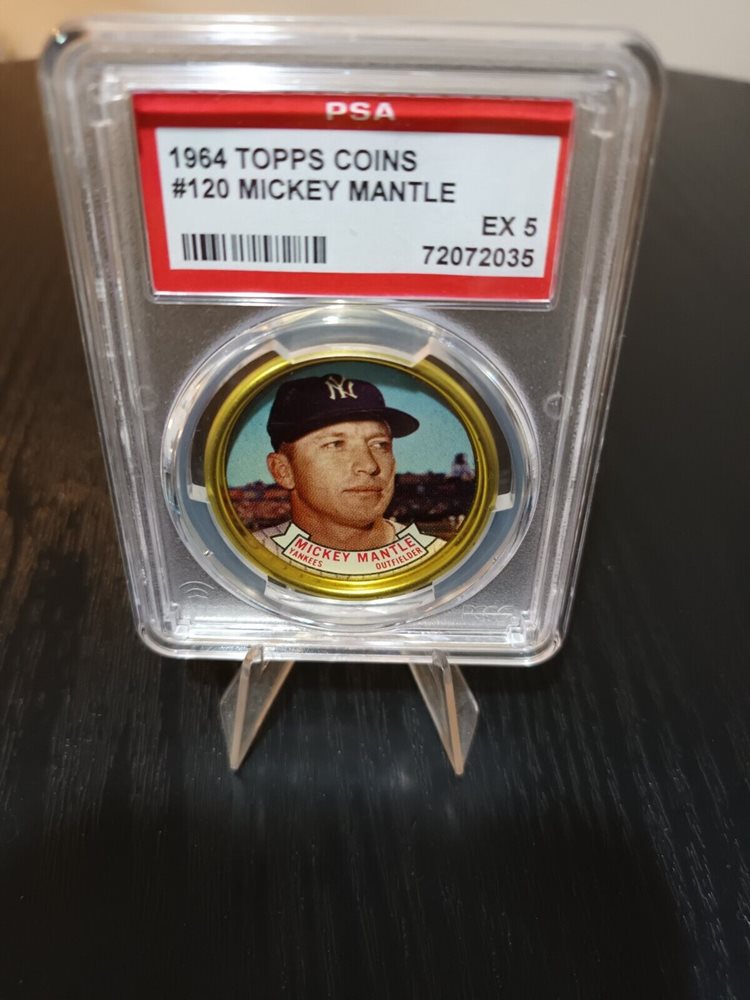 PSA
1964 TOPPS COINS
#120 MICKEY MANTLE
EX 5
72072035
NY
MICKEY MANTLE
YANKEES OUTFIELDER